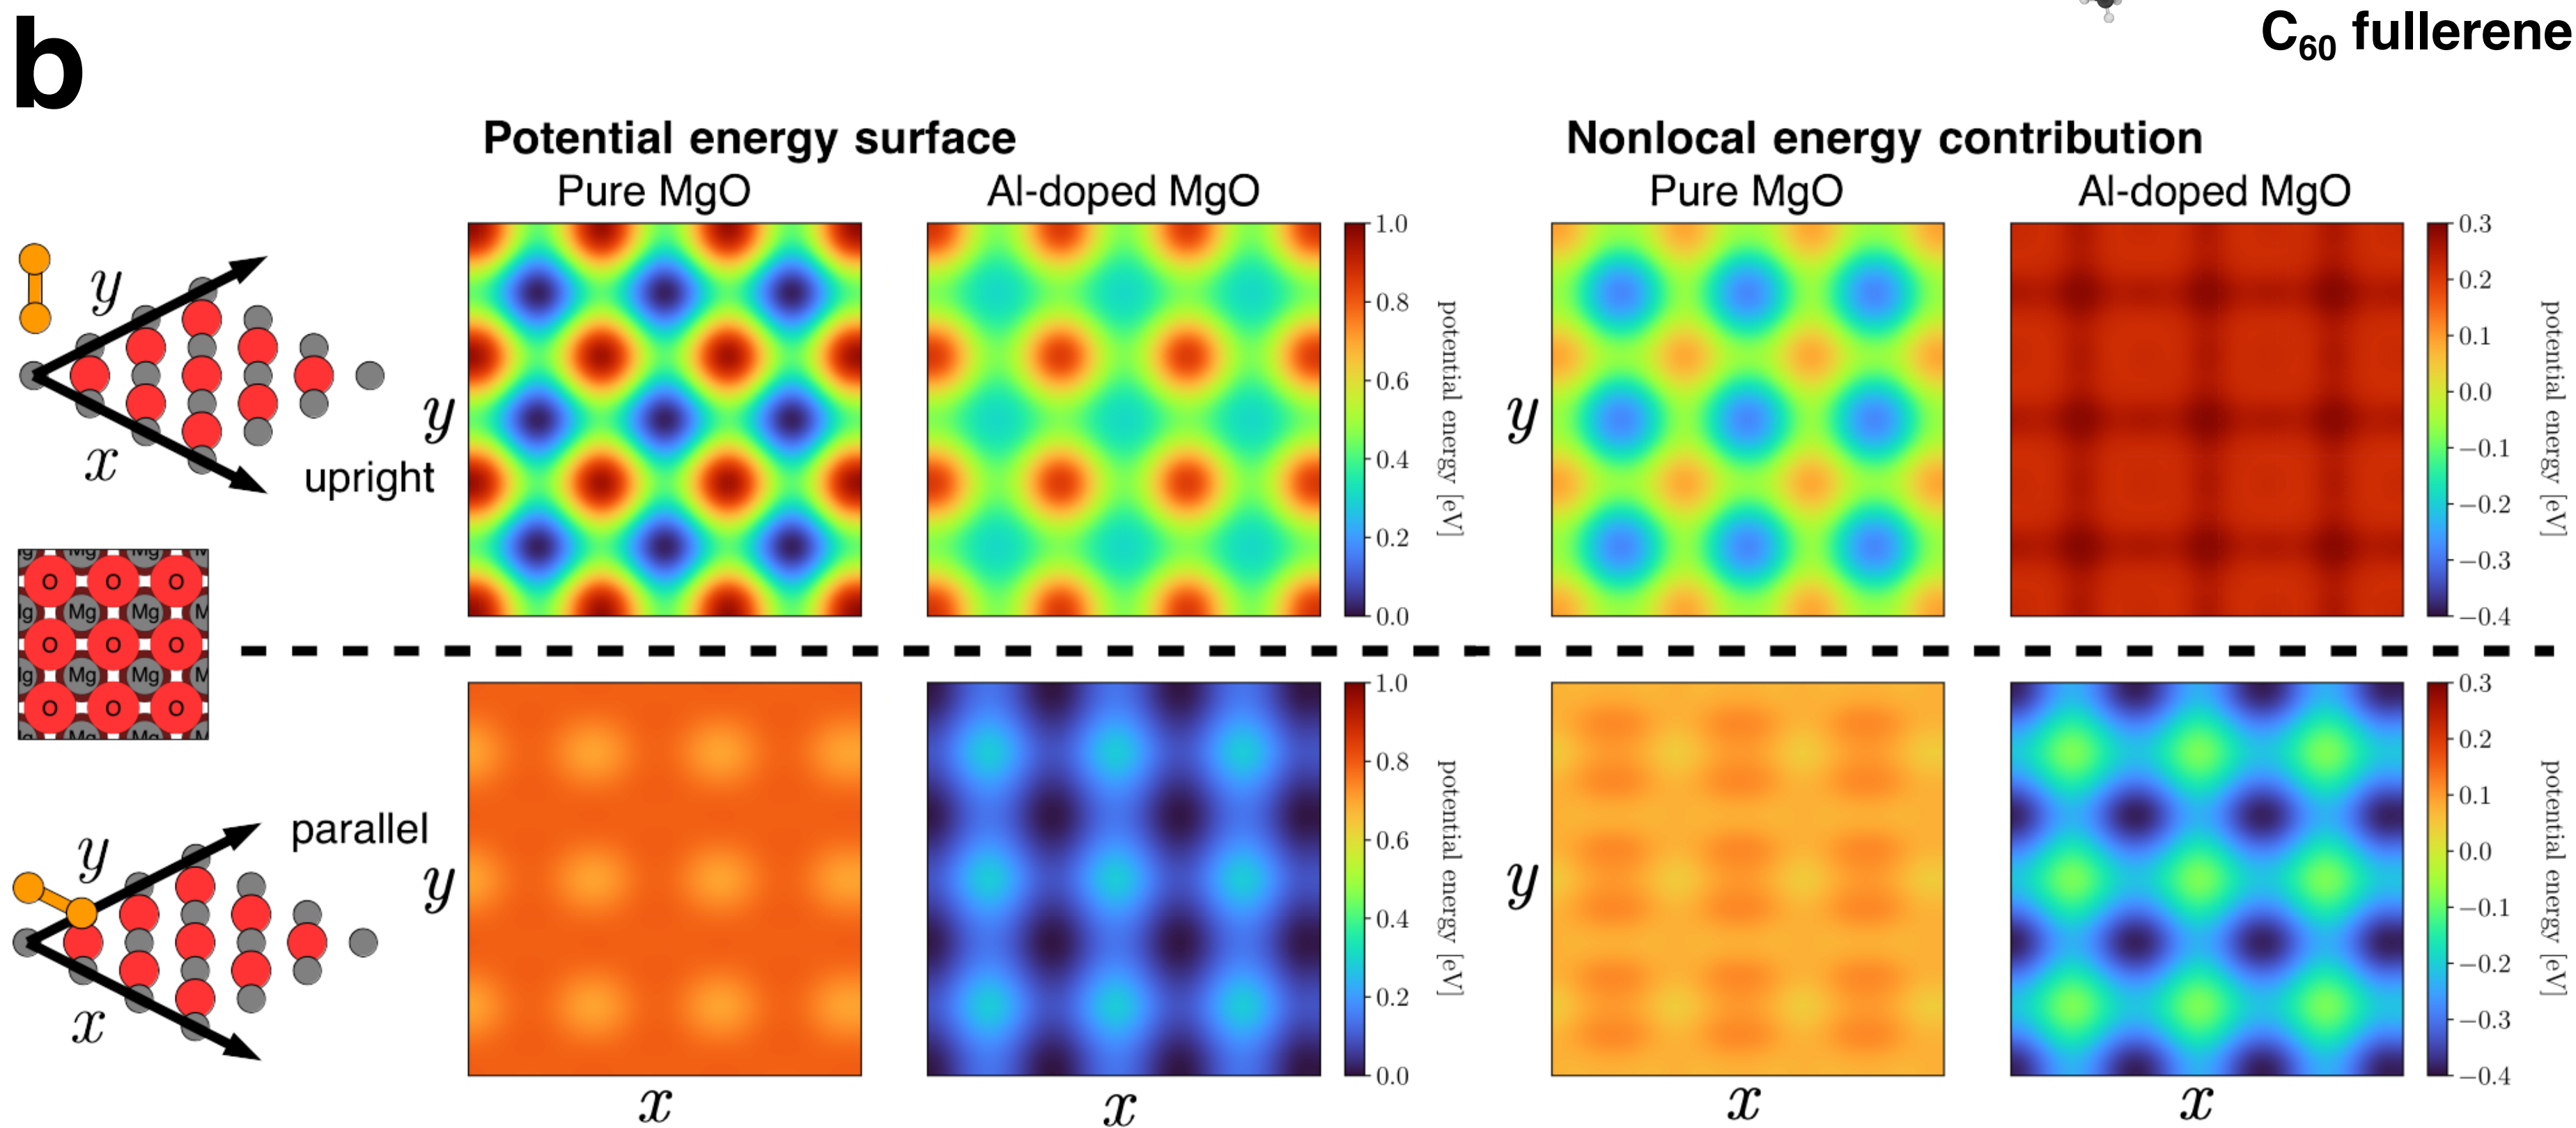 b
C₆₀ fullerene
Potential energy surface
Nonlocal energy contribution
Pure MgO
Al-doped MgO
Pure MgO
Al-doped MgO
y
x
upright
y
1.0
0.8
0.6
0.4
0.2
0.0
potential energy [eV]
y
0.3
0.2
0.1
0.0
−0.1
−0.2
−0.3
−0.4
potential energy [eV]
Mg
O O O
Mg Mg
O O O
Mg Mg
O O O
parallel
y
x
y
x
x
1.0
0.8
0.6
0.4
0.2
0.0
potential energy [eV]
y
x
x
0.3
0.2
0.1
0.0
−0.1
−0.2
−0.3
−0.4
potential energy [eV]